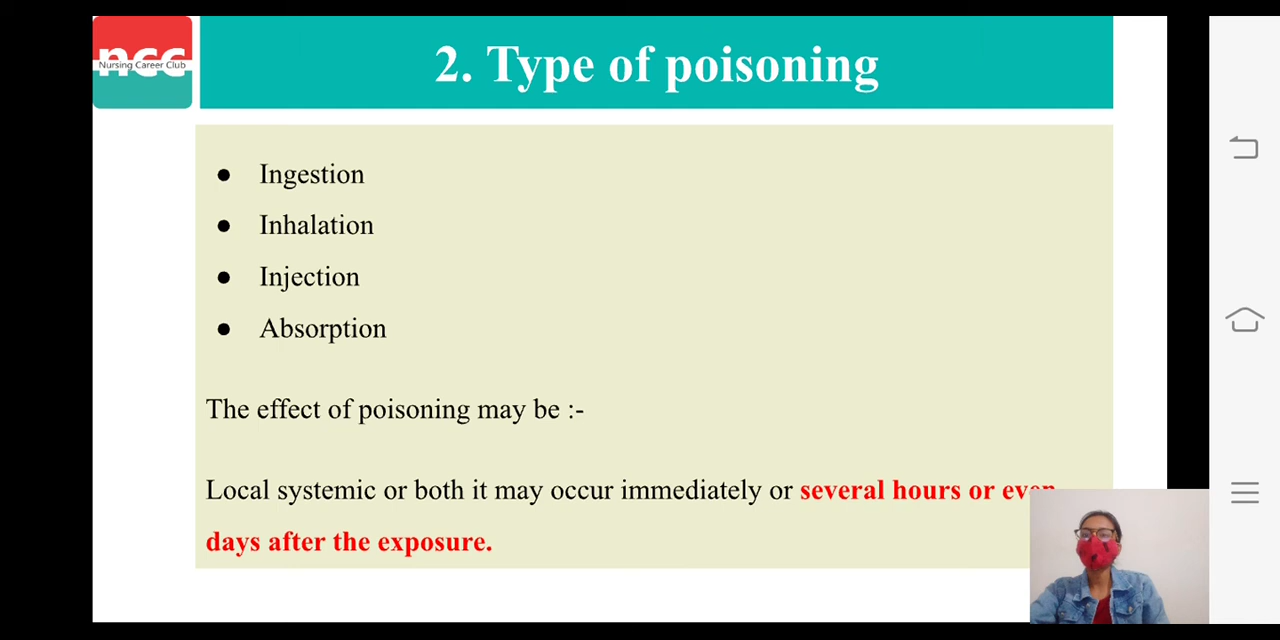 ncc
Nursing Career Club
2. Type of poisoning
● Ingestion
● Inhalation
● Injection
● Absorption
The effect of poisoning may be :-
Local systemic or both it may occur immediately or several hours or even
days after the exposure.